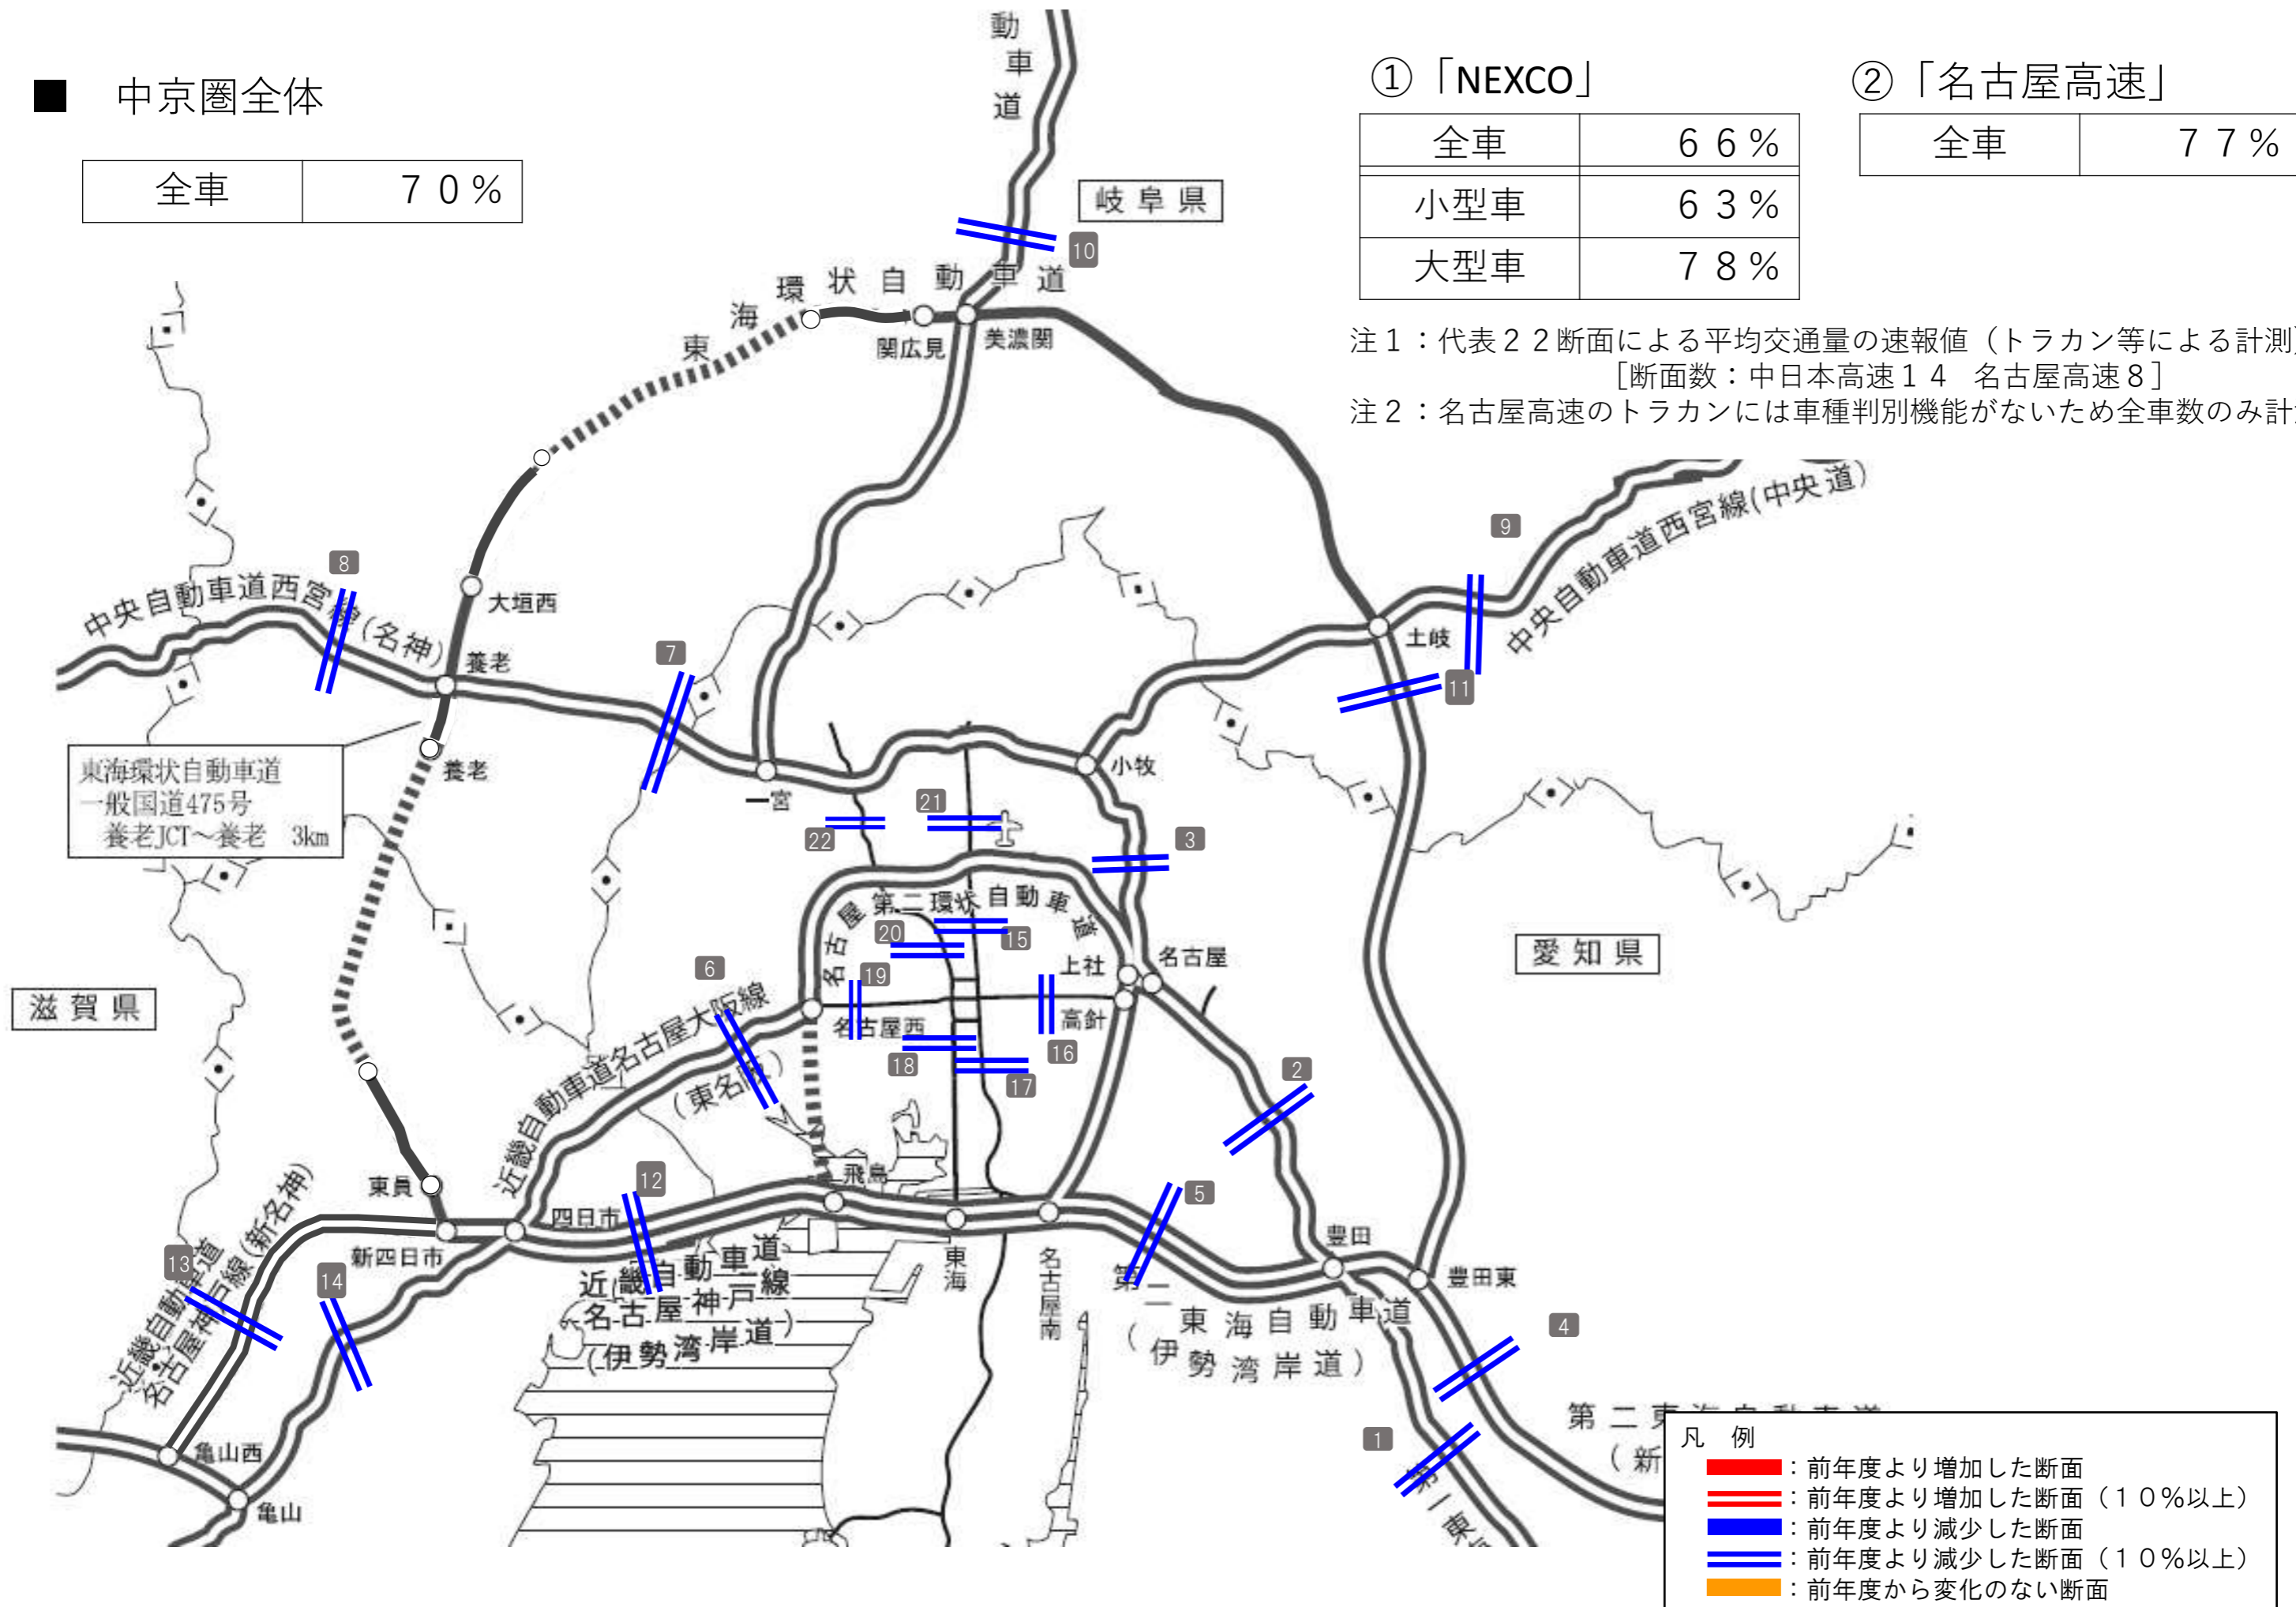 ■ 中京圏全体
全車 ７０％
①「NEXCO」
全車 ６６％
小型車 ６３％
大型車 ７８％
②「名古屋高速」
全車 ７７％
注１：代表２２断面による平均交通量の速報値（トラカン等による計測）
［断面数：中日本高速１４ 名古屋高速８］
注２：名古屋高速のトラカンには車種判別機能がないため全車数のみ計
動車道
岐阜県
10
東海環状自動車道
関広見
美濃関
9
中央自動車道西宮線(中央道)
8
中央自動車道西宮線(名神)
大垣西
養老
7
土岐
11
東海環状自動車道
一般国道475号
養老JCT～養老 3km
養老
一宮
小牧
21
22
3
名古屋第二環状自動車道
20
15
上社
名古屋
愛知県
6
19
滋賀県
近畿自動車道名古屋大阪線
(東名阪)
名古屋西
高針
18
16
17
2
東員
飛島
12
5
四日市
新四日市
13
近畿自動車道
名古屋神戸線(新名神)
14
近畿自動車道
名古屋神戸線
(伊勢湾岸道)
東海
名古屋南
豊田
豊田東
第二東海自動車道
(伊勢湾岸道)
4
1
亀山西
亀山
第二東海自動車道
(新
第一東
凡 例
：前年度より増加した断面
：前年度より増加した断面（１０％以上）
：前年度より減少した断面
：前年度より減少した断面（１０％以上）
：前年度から変化のない断面